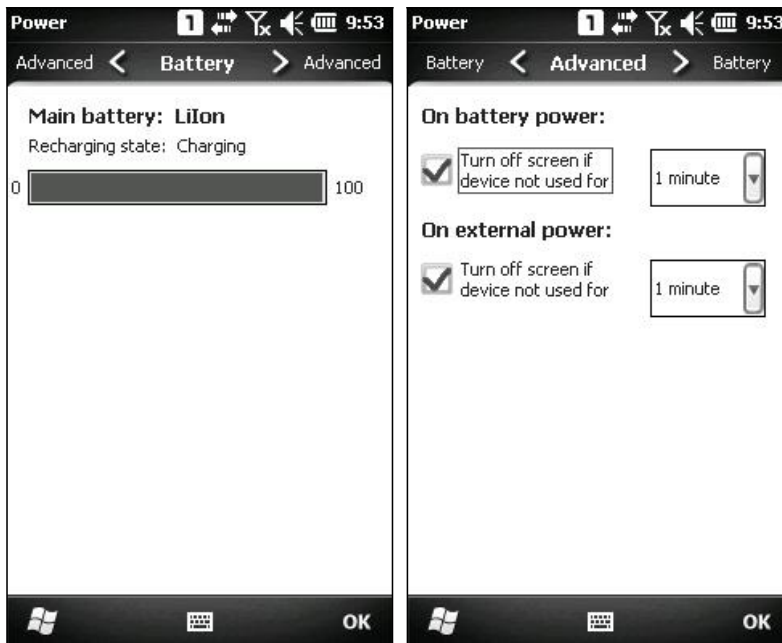 Power 1 9:53
Advanced Battery Advanced
Main battery: LiIon
Recharging state: Charging
0 100
OK
Power 1 9:53
Battery Advanced Battery
On battery power:
Turn off screen if
device not used for
1 minute
On external power:
Turn off screen if
device not used for
1 minute
OK